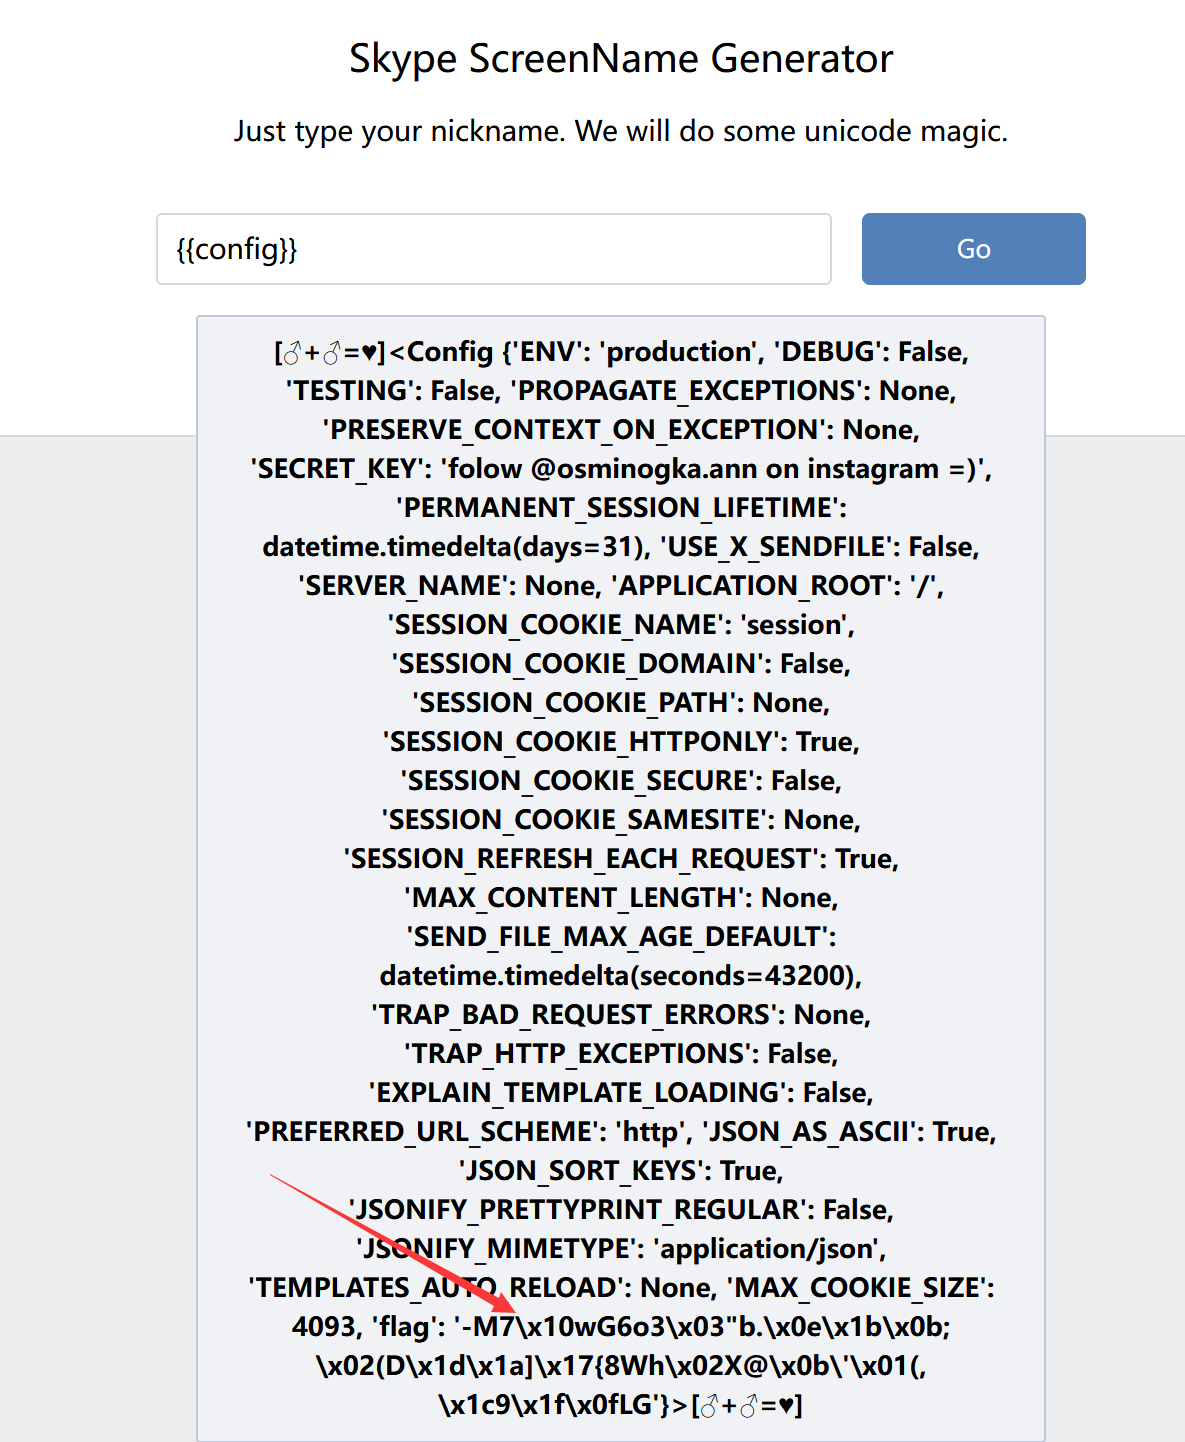 Skype ScreenName Generator
Just type your nickname. We will do some unicode magic.
{{config}}
Go
[♂+♂=♥]<Config {'ENV': 'production', 'DEBUG': False,
'TESTING': False, 'PROPAGATE_EXCEPTIONS': None,
'PRESERVE_CONTEXT_ON_EXCEPTION': None,
'SECRET_KEY': 'folow @osminogka.ann on instagram =)',
'PERMANENT_SESSION_LIFETIME':
datetime.timedelta(days=31), 'USE_X_SENDFILE': False,
'SERVER_NAME': None, 'APPLICATION_ROOT': '/',
'SESSION_COOKIE_NAME': 'session',
'SESSION_COOKIE_DOMAIN': False,
'SESSION_COOKIE_PATH': None,
'SESSION_COOKIE_HTTPONLY': True,
'SESSION_COOKIE_SECURE': False,
'SESSION_COOKIE_SAMESITE': None,
'SESSION_REFRESH_EACH_REQUEST': True,
'MAX_CONTENT_LENGTH': None,
'SEND_FILE_MAX_AGE_DEFAULT':
datetime.timedelta(seconds=43200),
'TRAP_BAD_REQUEST_ERRORS': None,
'TRAP_HTTP_EXCEPTIONS': False,
'EXPLAIN_TEMPLATE_LOADING': False,
'PREFERRED_URL_SCHEME': 'http', 'JSON_AS_ASCII': True,
'JSON_SORT_KEYS': True,
'JSONIFY_PRETTYPRINT_REGULAR': False,
'JSONIFY_MIMETYPE': 'application/json',
'TEMPLATES_AUTO_RELOAD': None, 'MAX_COOKIE_SIZE':
4093, 'flag': '-M7\x10wG6o3\x03"b.\x0e\x1b\x0b;
\x02(D\x1d\x1a]\x17{8Wh\x02X@\x0b\'\x01(,
\x1c9\x1f\x0fLG'}>[♂+♂=♥]